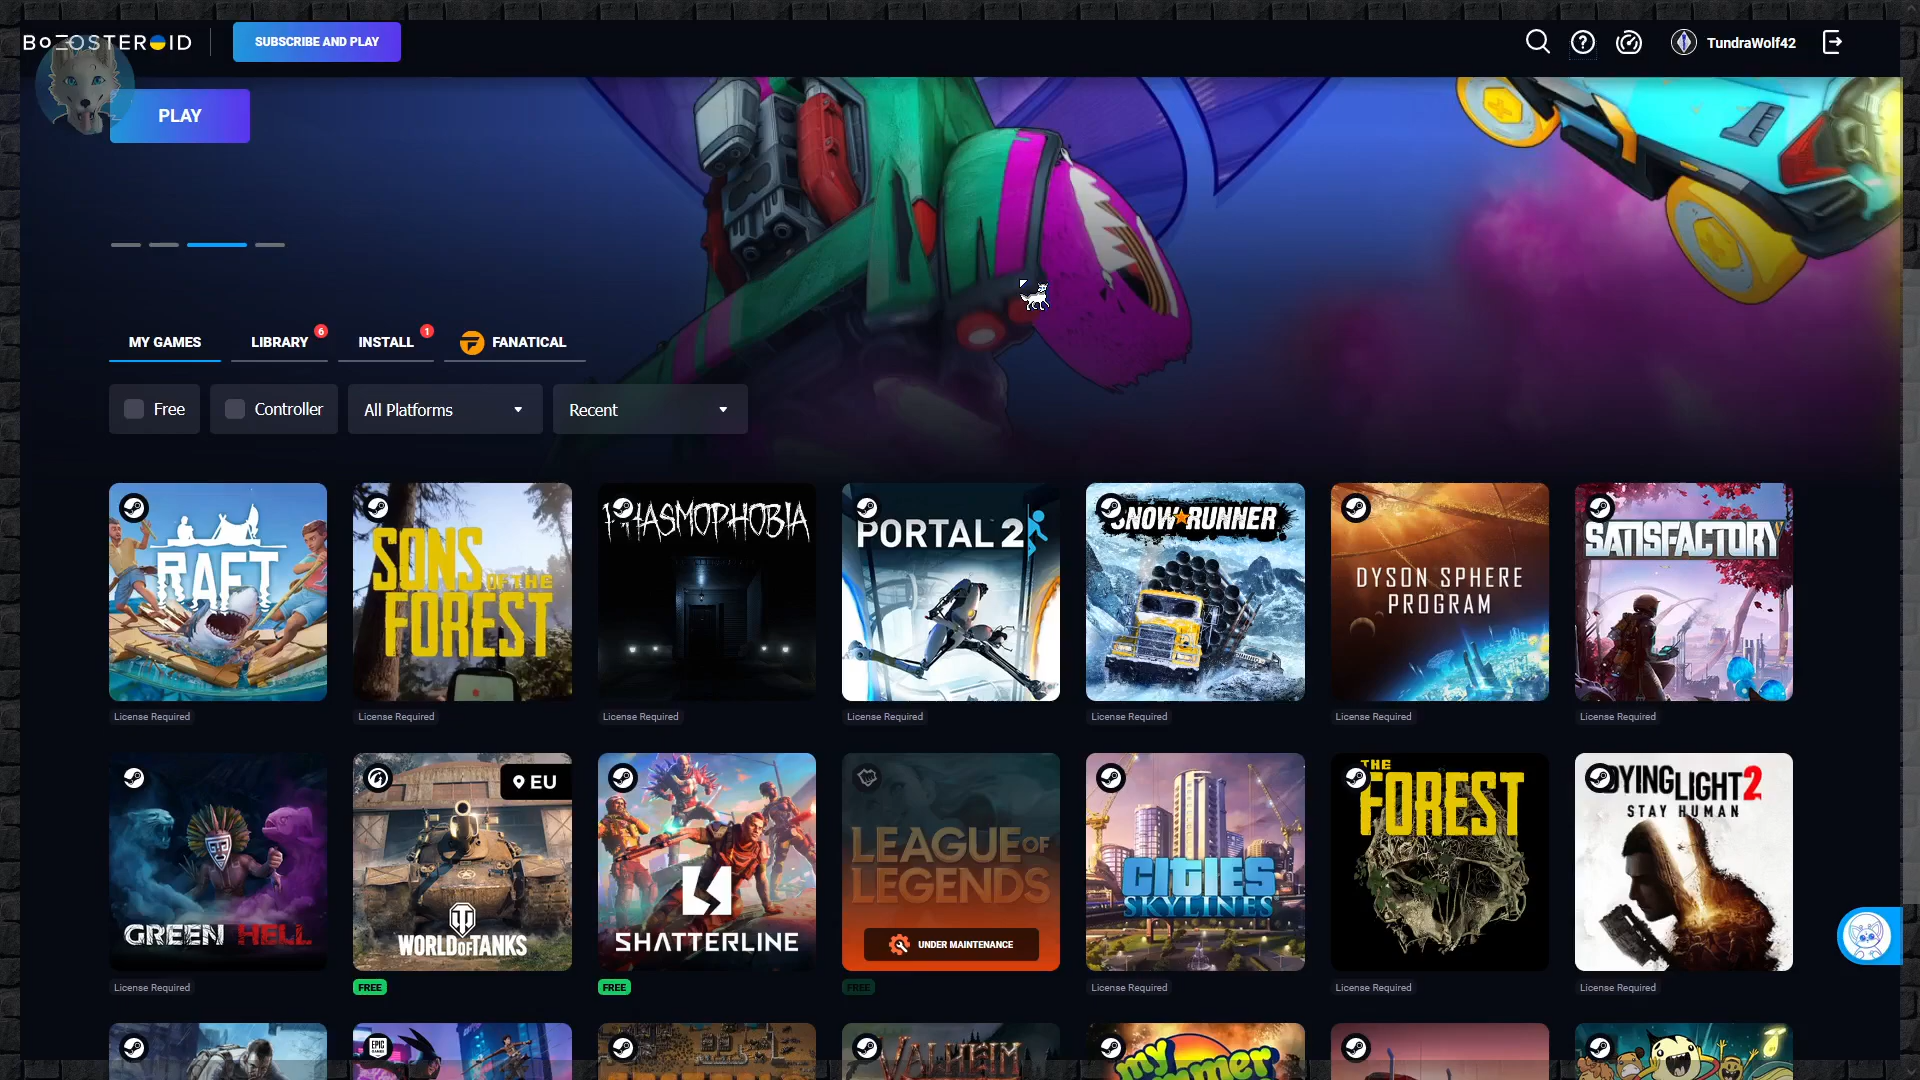 BOOSTEROID
SUBSCRIBE AND PLAY
TundraWolf42
PLAY
MY GAMES
LIBRARY 6
INSTALL 1
FANATICAL
Free
Controller
All Platforms
Recent
RAFT
SONS OF THE FOREST
PHASMOPHOBIA
PORTAL 2
SNOWRUNNER
DYSON SPHERE
PROGRAM
SATISFACTORY
License Required
License Required
License Required
License Required
License Required
License Required
License Required
GREEN HELL
EU
WORLD OF TANKS
SHATTERLINE
LEAGUE OF
LEGENDS
UNDER MAINTENANCE
CITIES
SKYLINES
THE
FOREST
DYING LIGHT 2
STAY HUMAN
License Required
FREE
FREE
FREE
License Required
License Required
License Required
EPIC
GAMES
VALHEIM
my